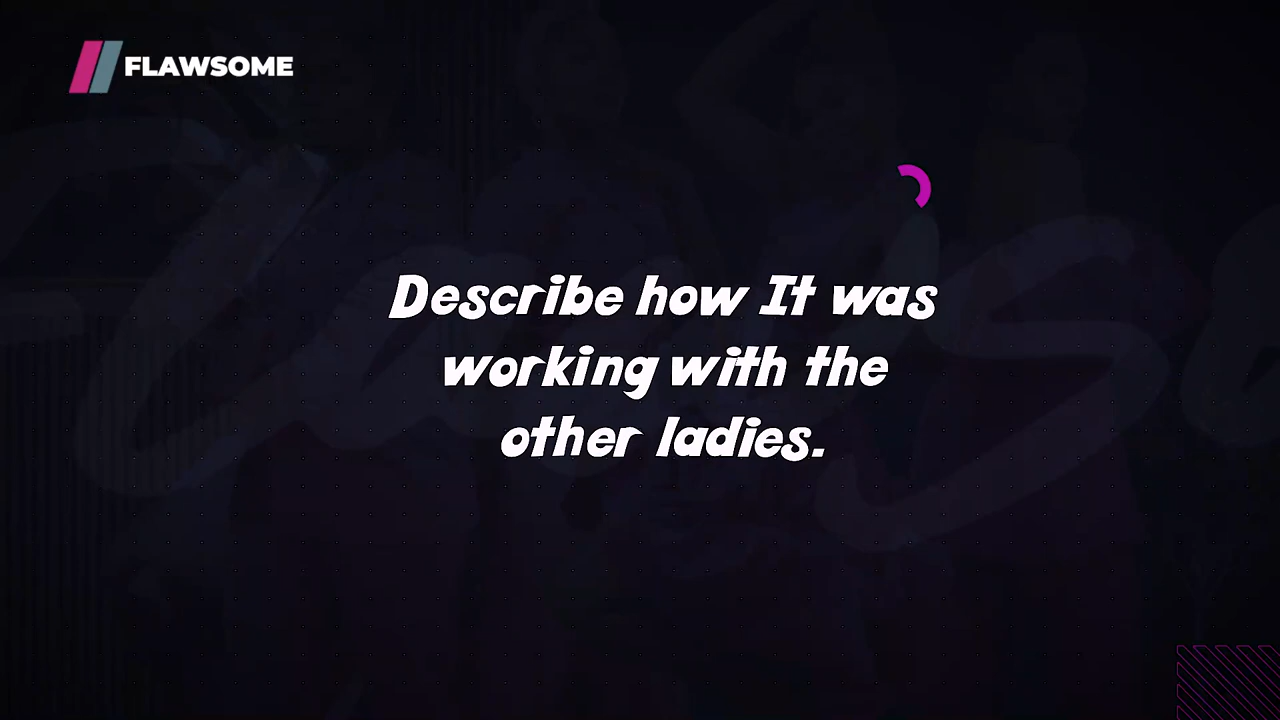 FLAWSOME
Describe how It was
working with the
other ladies.